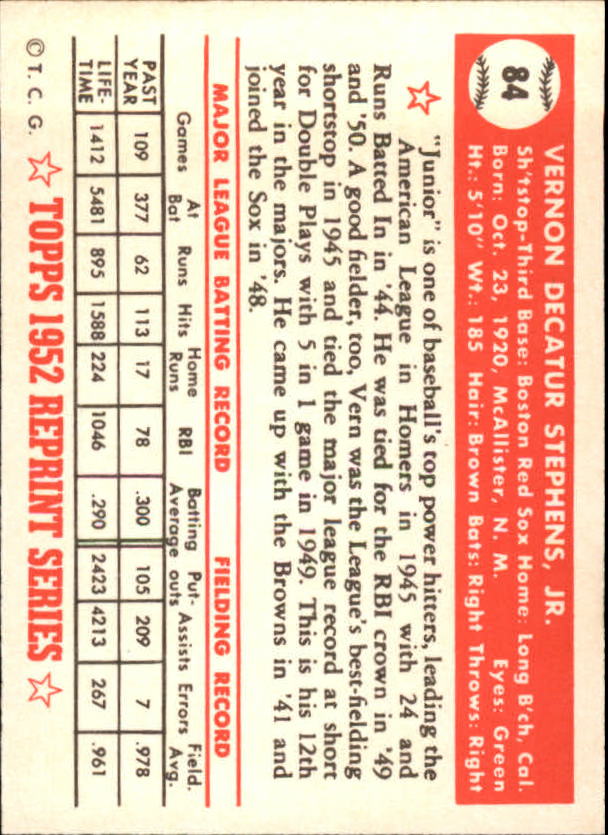 84
VERNON DECATUR STEPHENS, JR.
Sh'tstop-Third Base: Boston Red Sox Home: Long B'ch, Cal.
Born: Oct. 23, 1920, McAllister, N. M. Eyes: Green
Ht.: 5'10" Wt.: 185 Hair: Brown Bats: Right Throws: Right
"Junior" is one of baseball's top power hitters, leading the
American League in Homers in 1945 with 24 and
Runs Batted In in '44. He was tied for the RBI crown in '49
and '50. A good fielder, too, Vern was the League's best-fielding
shortstop in 1945 and tied the major league record at short
for Double Plays with 5 in 1 game in 1949. This is his 12th
year in the majors. He came up with the Browns in '41 and
joined the Sox in '48.
MAJOR LEAGUE BATTING RECORD FIELDING RECORD
Games At Bat Runs Hits Home Runs RBI Batting Average Put-outs Assists Errors Field. Avg.
PAST YEAR 109 377 62 113 17 78 .300 105 209 7 .978
LIFE-TIME 1412 5481 895 1588 224 1046 .290 2423 4213 267 .961
© T. C. G. ☆ TOPPS 1952 REPRINT SERIES ☆